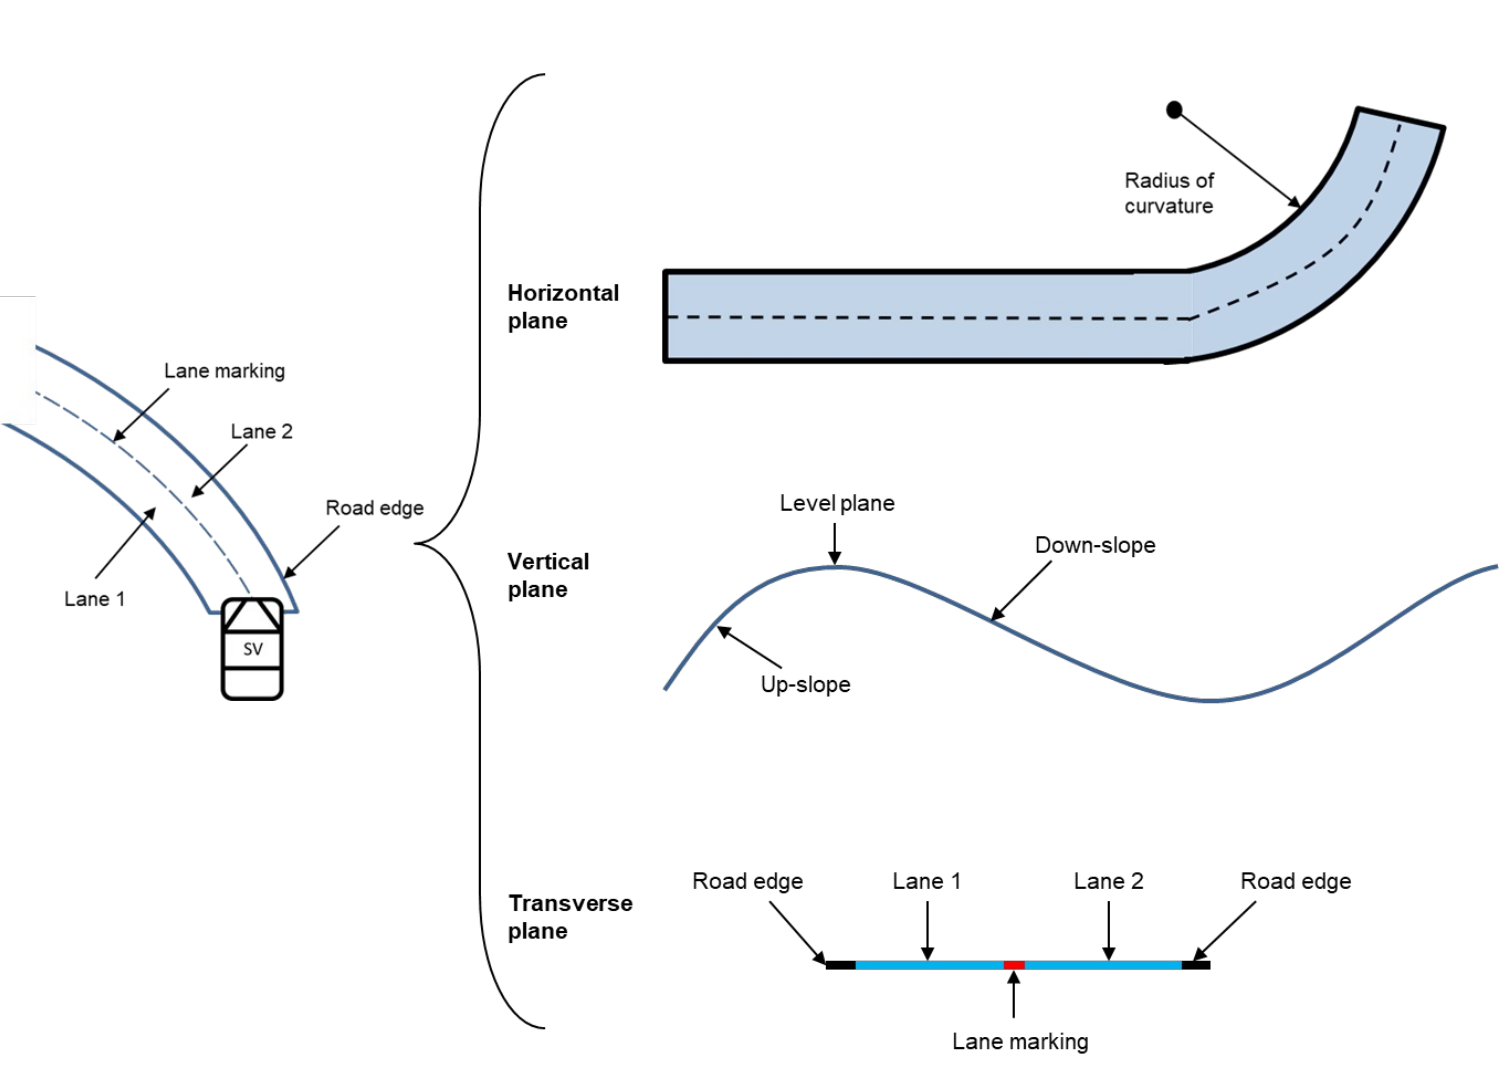 Lane marking
Lane 2
Road edge
Lane 1
SV
Horizontal
plane
Radius of
curvature
Vertical
plane
Level plane
Down-slope
Up-slope
Transverse
plane
Road edge
Lane 1
Lane 2
Road edge
Lane marking